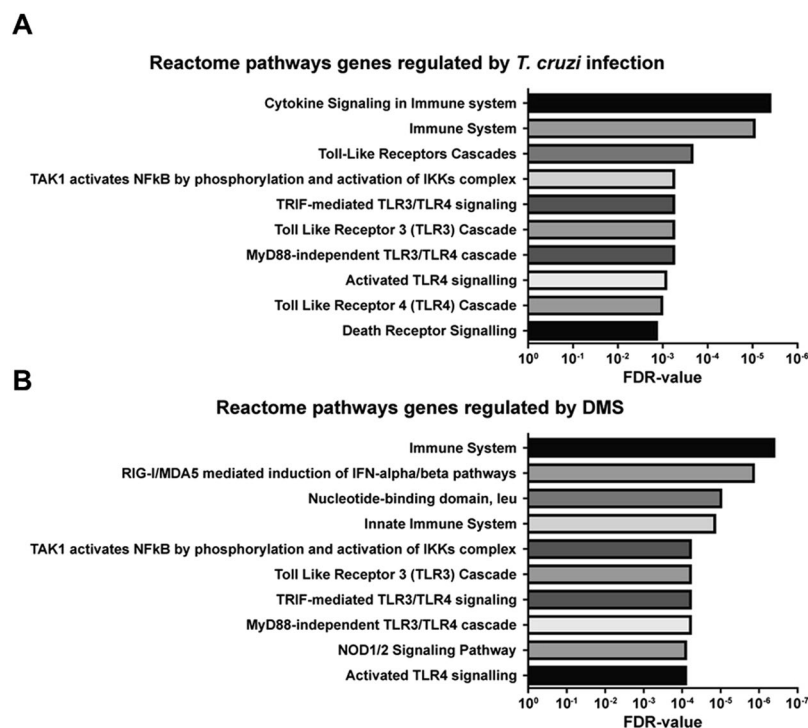 A
Reactome pathways genes regulated by T. cruzi infection
Cytokine Signaling in Immune system
Immune System
Toll-Like Receptors Cascades
TAK1 activates NFkB by phosphorylation and activation of IKKs complex
TRIF-mediated TLR3/TLR4 signaling
Toll Like Receptor 3 (TLR3) Cascade
MyD88-independent TLR3/TLR4 cascade
Activated TLR4 signalling
Toll Like Receptor 4 (TLR4) Cascade
Death Receptor Signalling
10⁰ 10⁻¹ 10⁻² 10⁻³ 10⁻⁴ 10⁻⁵ 10⁻⁶
FDR-value
B
Reactome pathways genes regulated by DMS
Immune System
RIG-I/MDA5 mediated induction of IFN-alpha/beta pathways
Nucleotide-binding domain, leu
Innate Immune System
TAK1 activates NFkB by phosphorylation and activation of IKKs complex
Toll Like Receptor 3 (TLR3) Cascade
TRIF-mediated TLR3/TLR4 signaling
MyD88-independent TLR3/TLR4 cascade
NOD1/2 Signaling Pathway
Activated TLR4 signalling
10⁰ 10⁻¹ 10⁻² 10⁻³ 10⁻⁴ 10⁻⁵ 10⁻⁶ 10⁻⁷
FDR-value